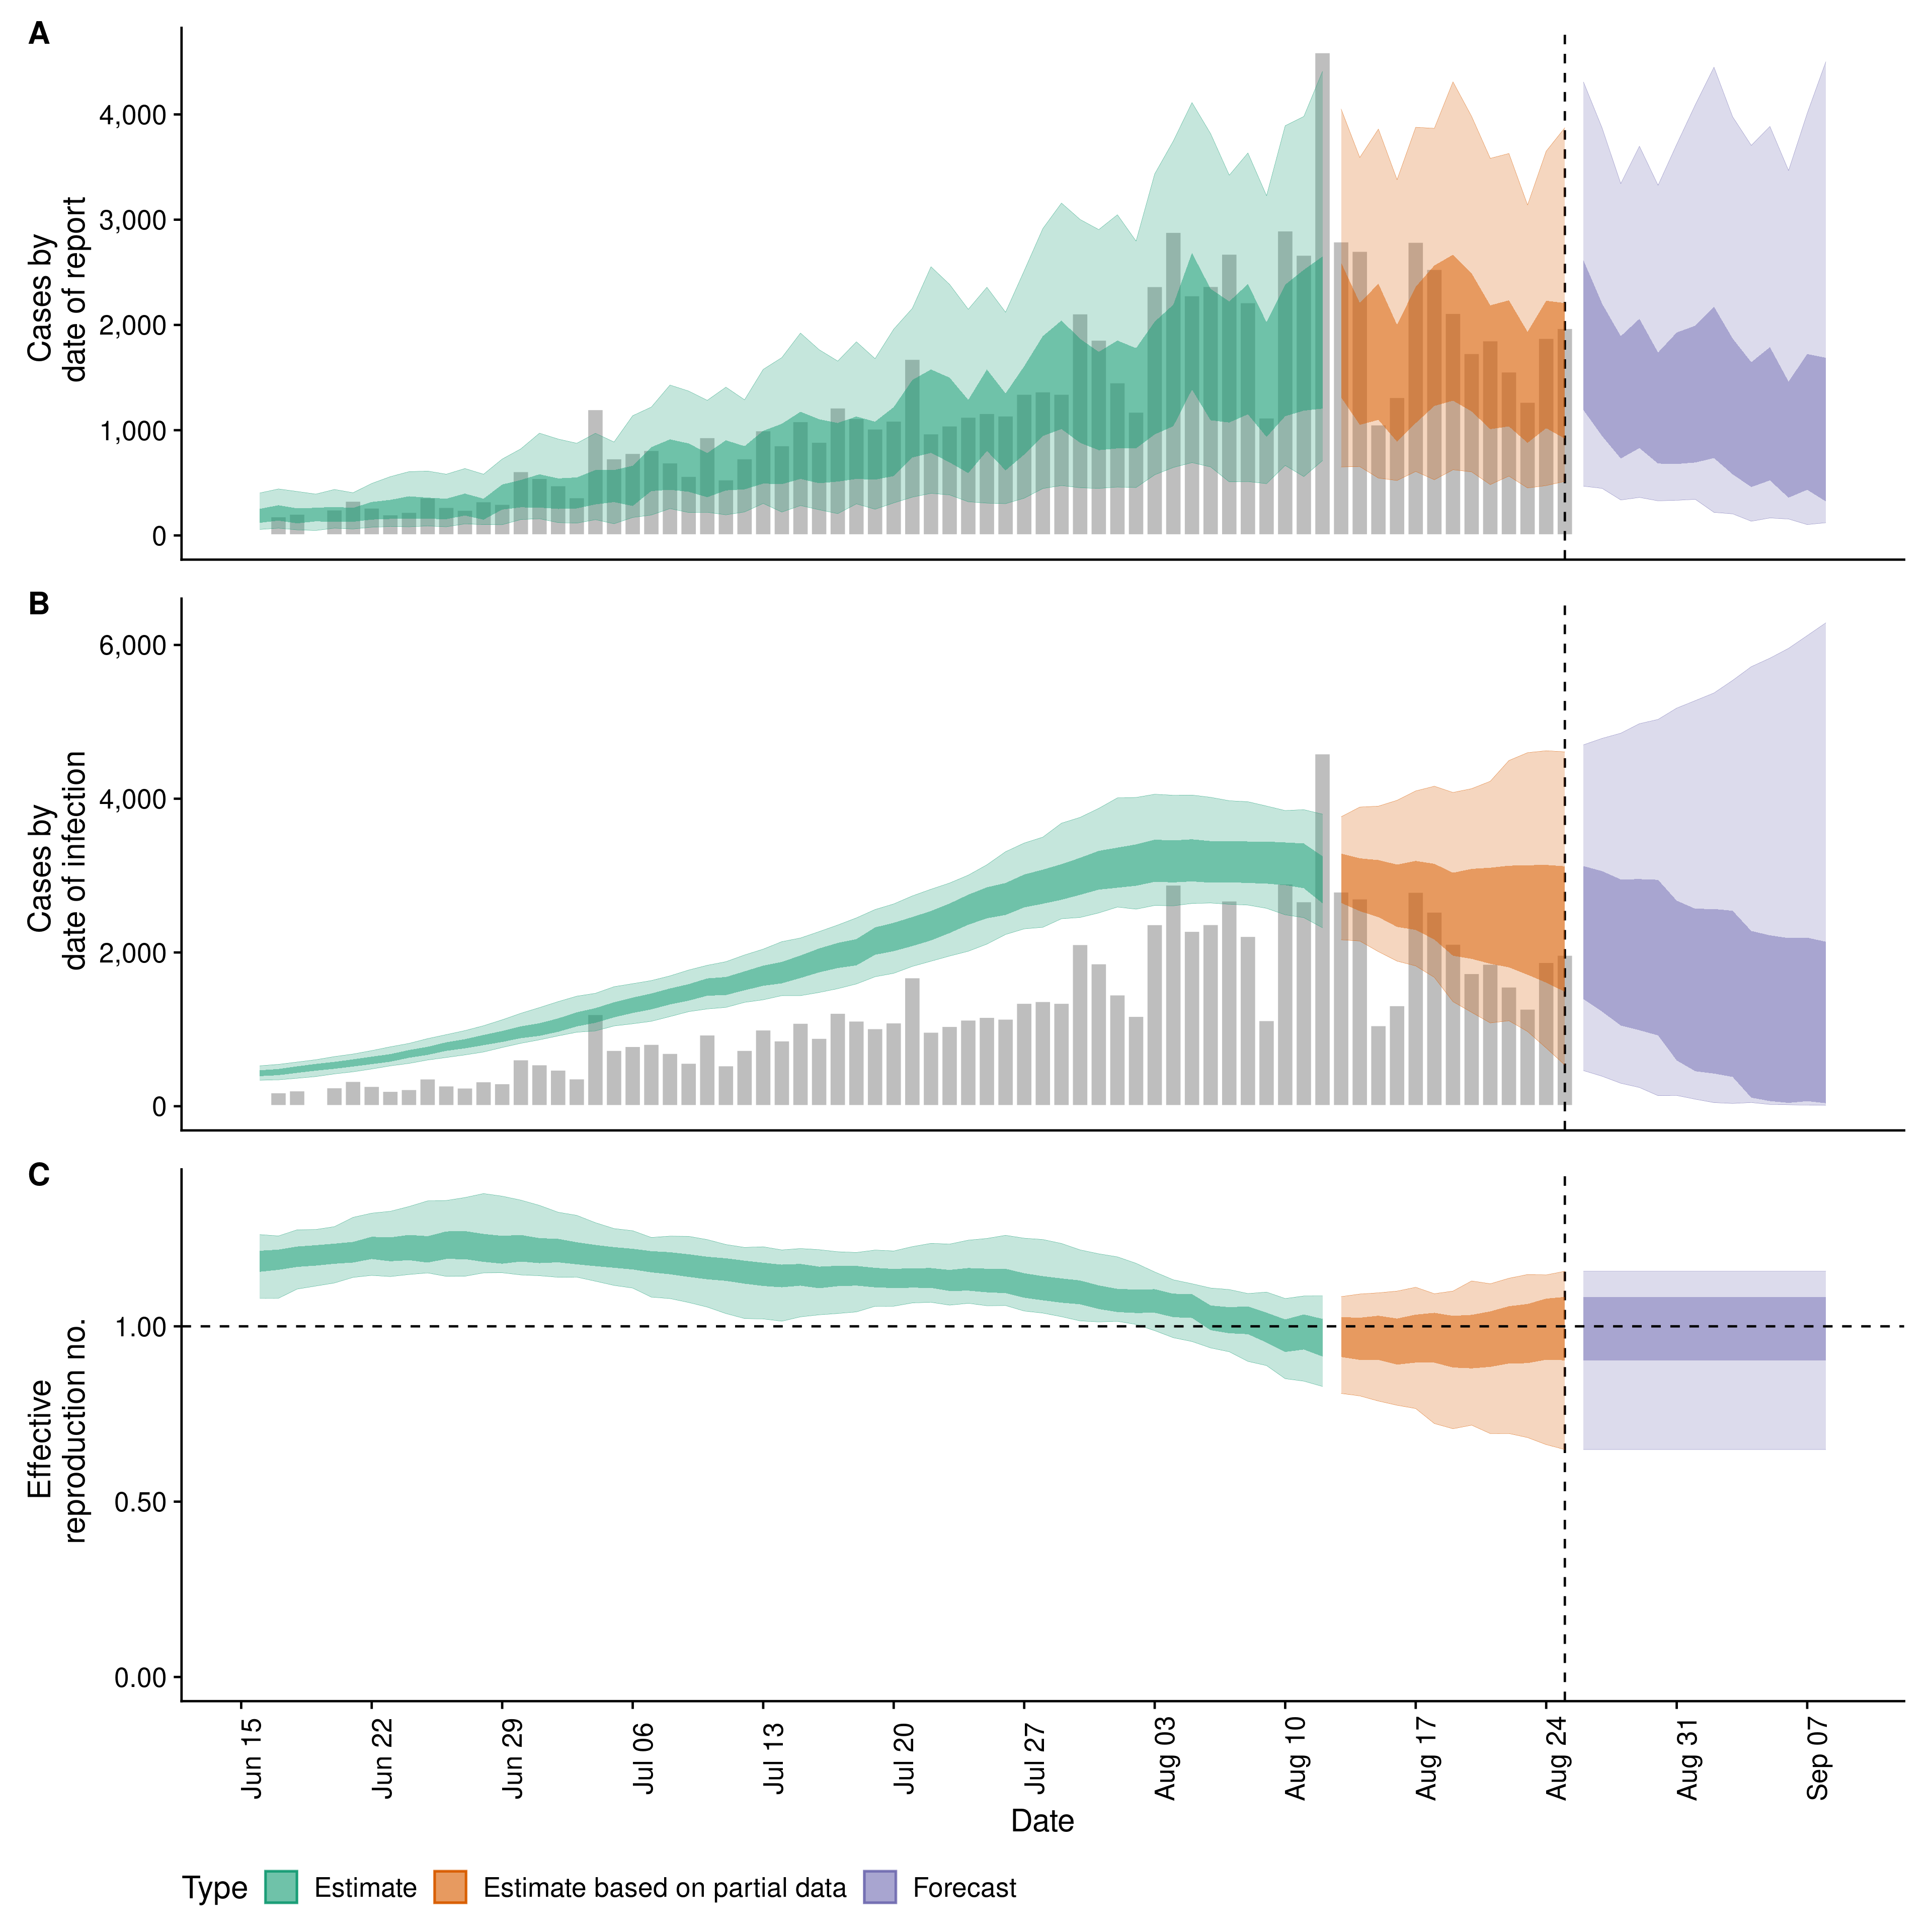 A
Cases by
date of report
4,000
3,000
2,000
1,000
0
B
Cases by
date of infection
6,000
4,000
2,000
0
C
Effective
reproduction no.
1.00
0.50
0.00
Jun 15
Jun 22
Jun 29
Jul 06
Jul 13
Jul 20
Jul 27
Aug 03
Aug 10
Aug 17
Aug 24
Aug 31
Sep 07
Date
Type
Estimate
Estimate based on partial data
Forecast